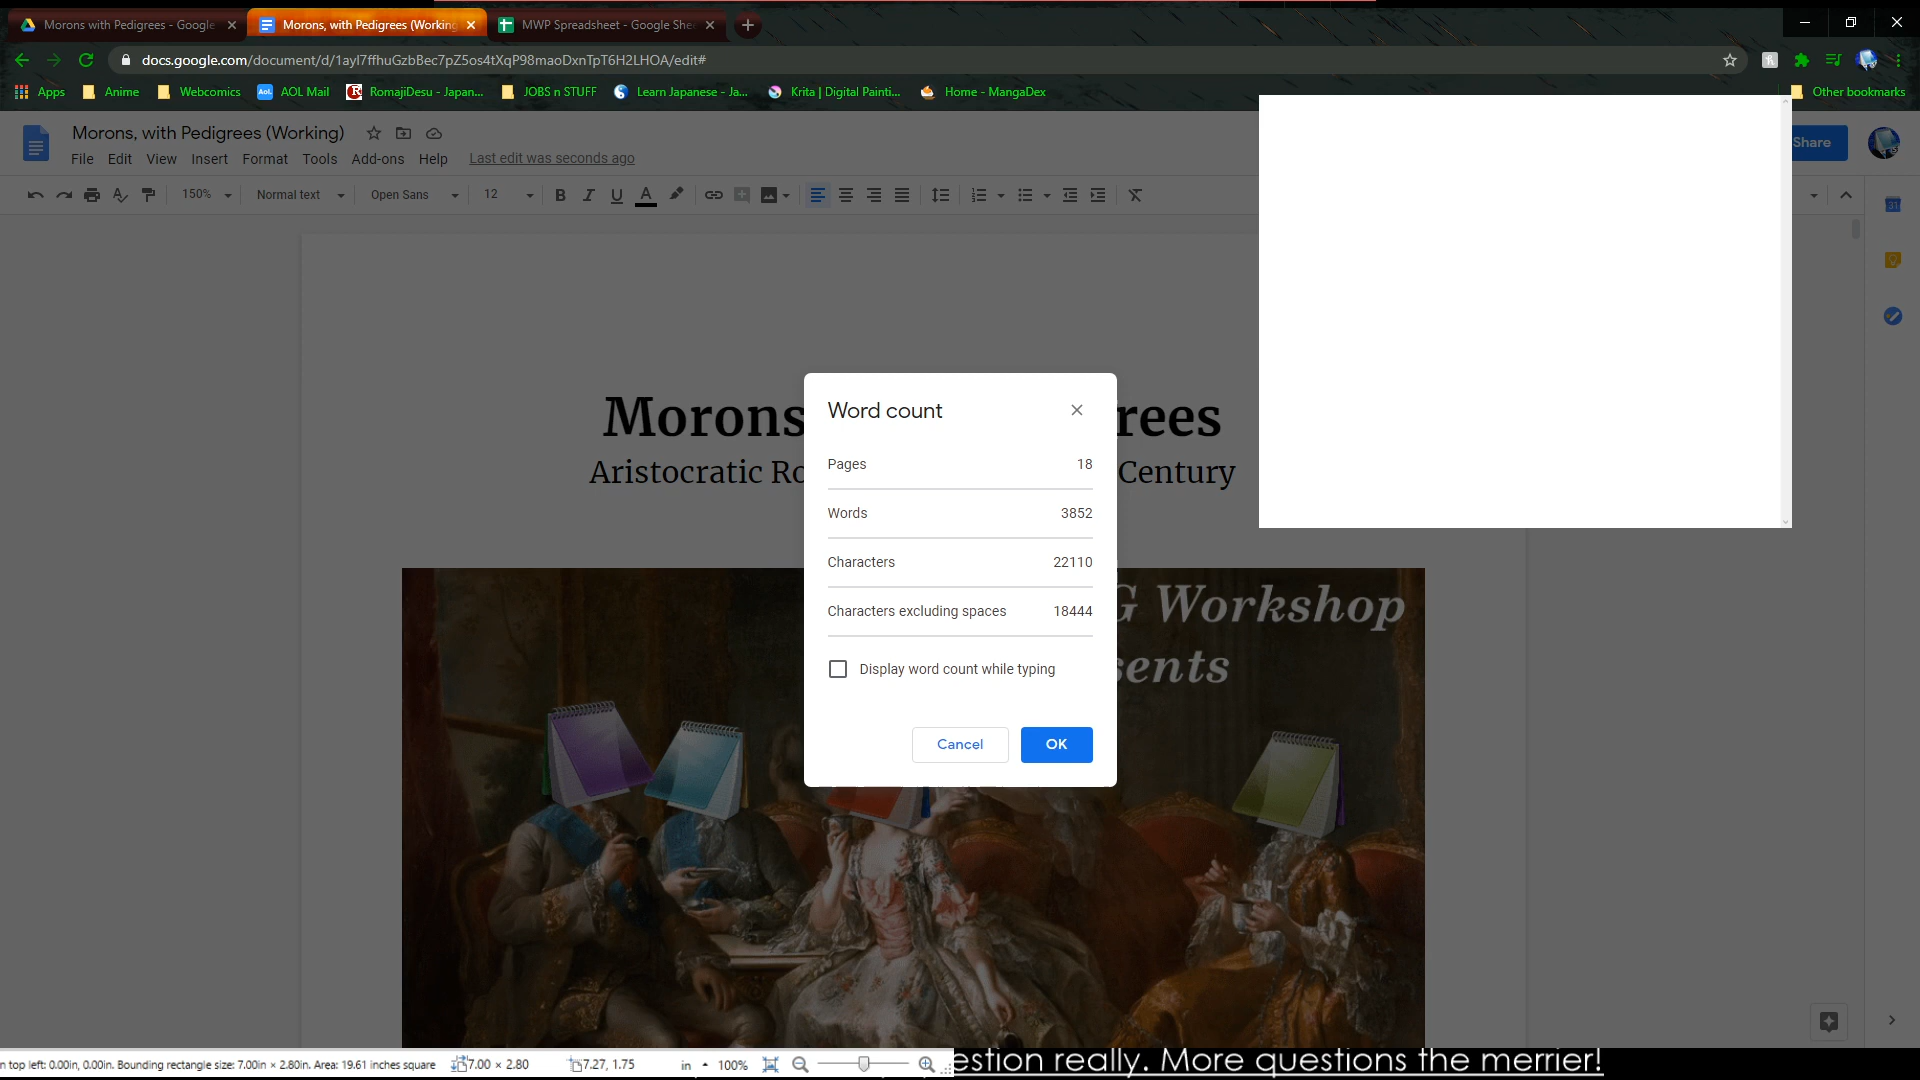 Morons with Pedigrees - Google
Morons, with Pedigrees (Working
MWP Spreadsheet - Google She
docs.google.com/document/d/1ayI7ffhuGzbBec7pZ5os4tXqP98maoDxnTpT6H2LHOA/edit#
Apps Anime Webcomics AOL Mail RomajiDesu - Japan... JOBS n STUFF Learn Japanese - Ja... Krita | Digital Painti... Home - MangaDex Other bookmarks
Morons, with Pedigrees (Working)
Share
File Edit View Insert Format Tools Add-ons Help Last edit was seconds ago
150% Normal text Open Sans 12 B I U A
Morons
rees
Aristocratic Ro
Century
Word count
Pages 18
Words 3852
Characters 22110
Characters excluding spaces 18444
Display word count while typing
Cancel OK
G Workshop
sents
n top left: 0.00in, 0.00in. Bounding rectangle size: 7.00in × 2.80in. Area: 19.61 inches square 7.00 × 2.80 7.27, 1.75 in 100%
estion really. More questions the merrier!